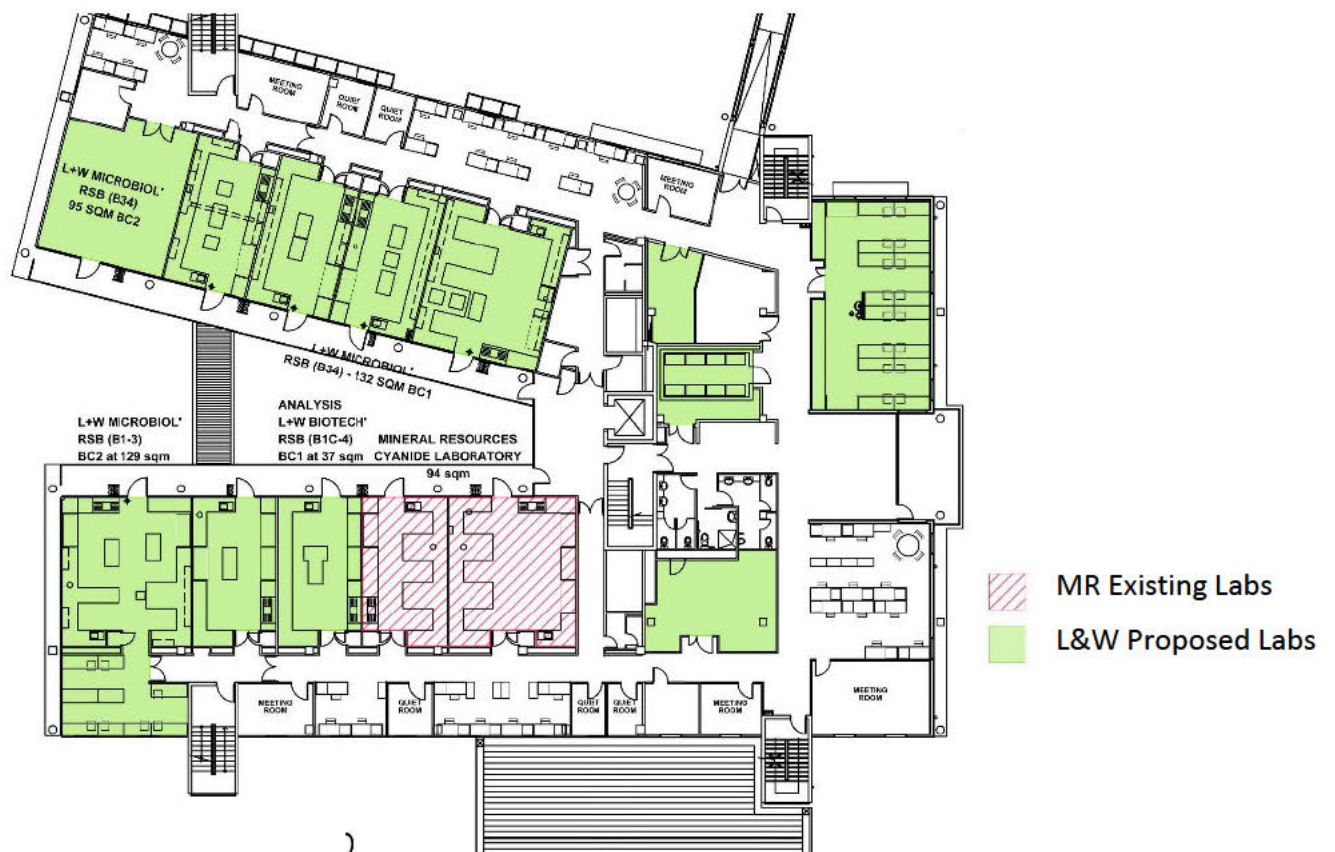 MEETING
ROOM
QUIET
ROOM
QUIET
ROOM
MEETING
ROOM
L+W MICROBIOL'
RSB (B34)
95 SQM BC2
L+W MICROBIOL'
RSB (B34) - 132 SQM BC1
L+W MICROBIOL'
RSB (B1-3)
BC2 at 129 sqm
ANALYSIS
L+W BIOTECH'
RSB (B1C-4)
BC1 at 37 sqm
MINERAL RESOURCES
CYANIDE LABORATORY
94 sqm
MR Existing Labs
L&W Proposed Labs
MEETING
ROOM
QUIET
ROOM
QUIET
ROOM
QUIET
ROOM
MEETING
ROOM
MEETING
ROOM